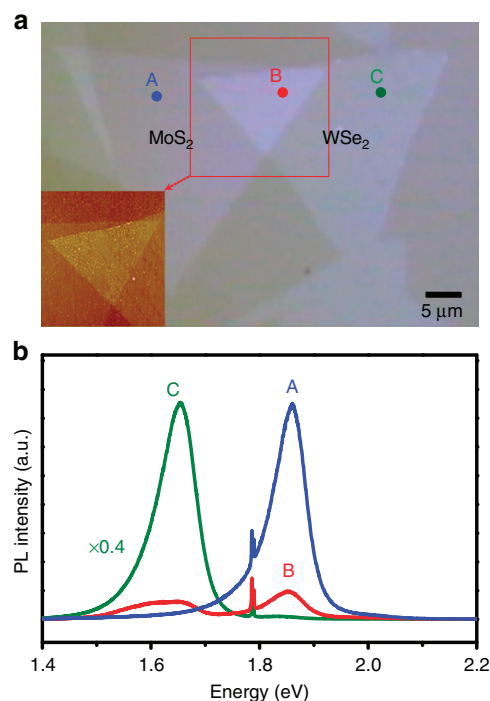 a
A
B
C
MoS2
WSe2
5 μm
b
C
A
×0.4
B
PL intensity (a.u.)
1.4 1.6 1.8 2.0 2.2
Energy (eV)